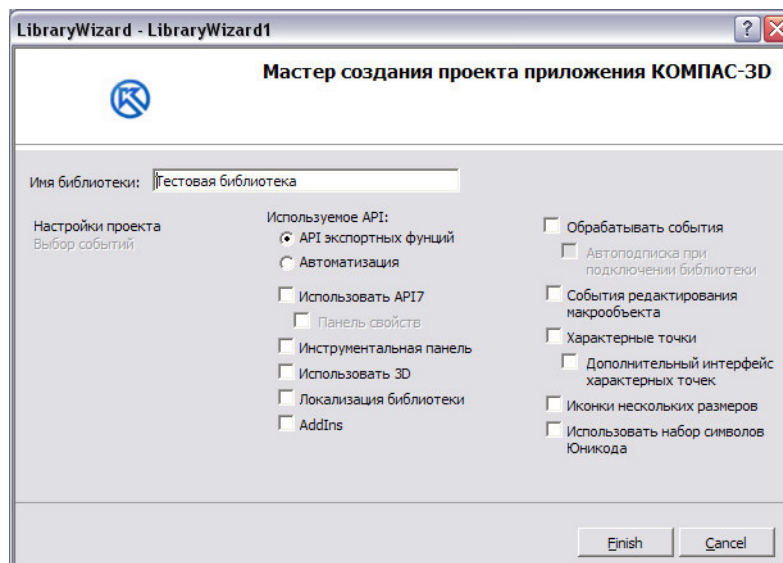 LibraryWizard - LibraryWizard1
Мастер создания проекта приложения КОМПАС-3D
Имя библиотеки:
Тестовая библиотека
Настройки проекта
Выбор событий
Используемое API:
API экспортных фунций
Автоматизация
Использовать API7
Панель свойств
Инструментальная панель
Использовать 3D
Локализация библиотеки
AddIns
Обрабатывать события
Автоподписка при
подключении библиотеки
События редактирования
макрообъекта
Характерные точки
Дополнительный интерфейс
характерных точек
Иконки нескольких размеров
Использовать набор символов
Юникода
Finish
Cancel